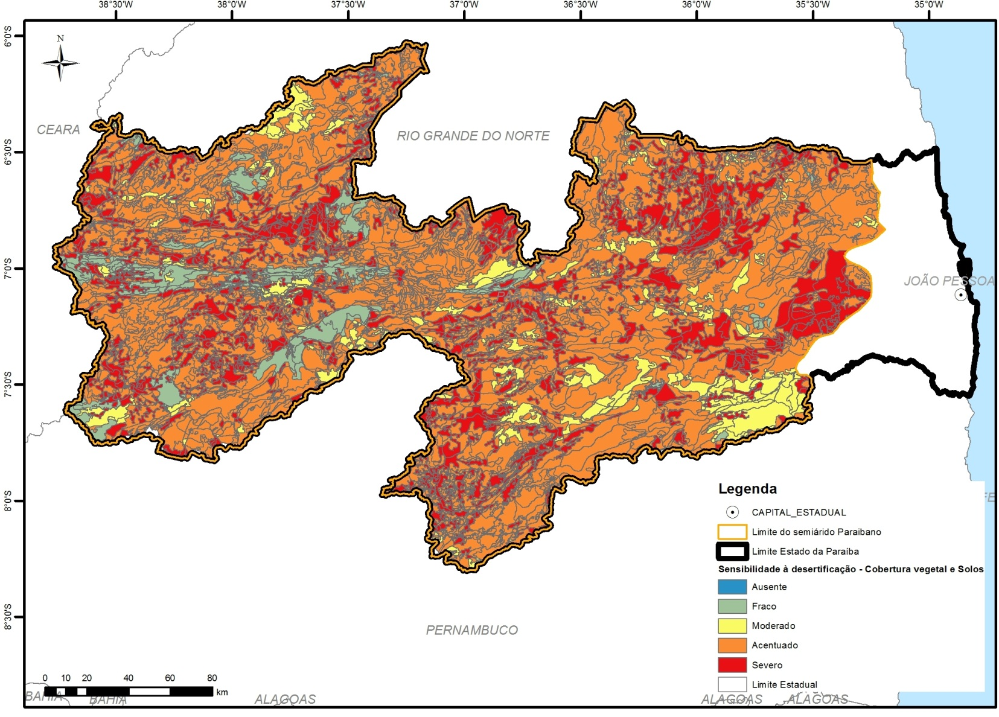 38°30'W 38°0'W 37°30'W 37°0'W 36°30'W 36°0'W 35°30'W 35°0'W
6°0'S
N
CEARA
RIO GRANDE DO NORTE
6°30'S
7°0'S
JOÃO PESSOA
7°30'S
8°0'S
Legenda
CAPITAL_ESTADUAL
FE
Limite do semiárido Paraibano
Limite Estado da Paraíba
Sensibilidade à desertificação - Cobertura vegetal e Solos
Ausente
Fraco
8°30'S
Moderado
PERNAMBUCO
Acentuado
Severo
Limite Estadual
0 10 20 40 60 80
km
BAHIA BAHIA ALAGOAS ALAGOAS ALAGOAS